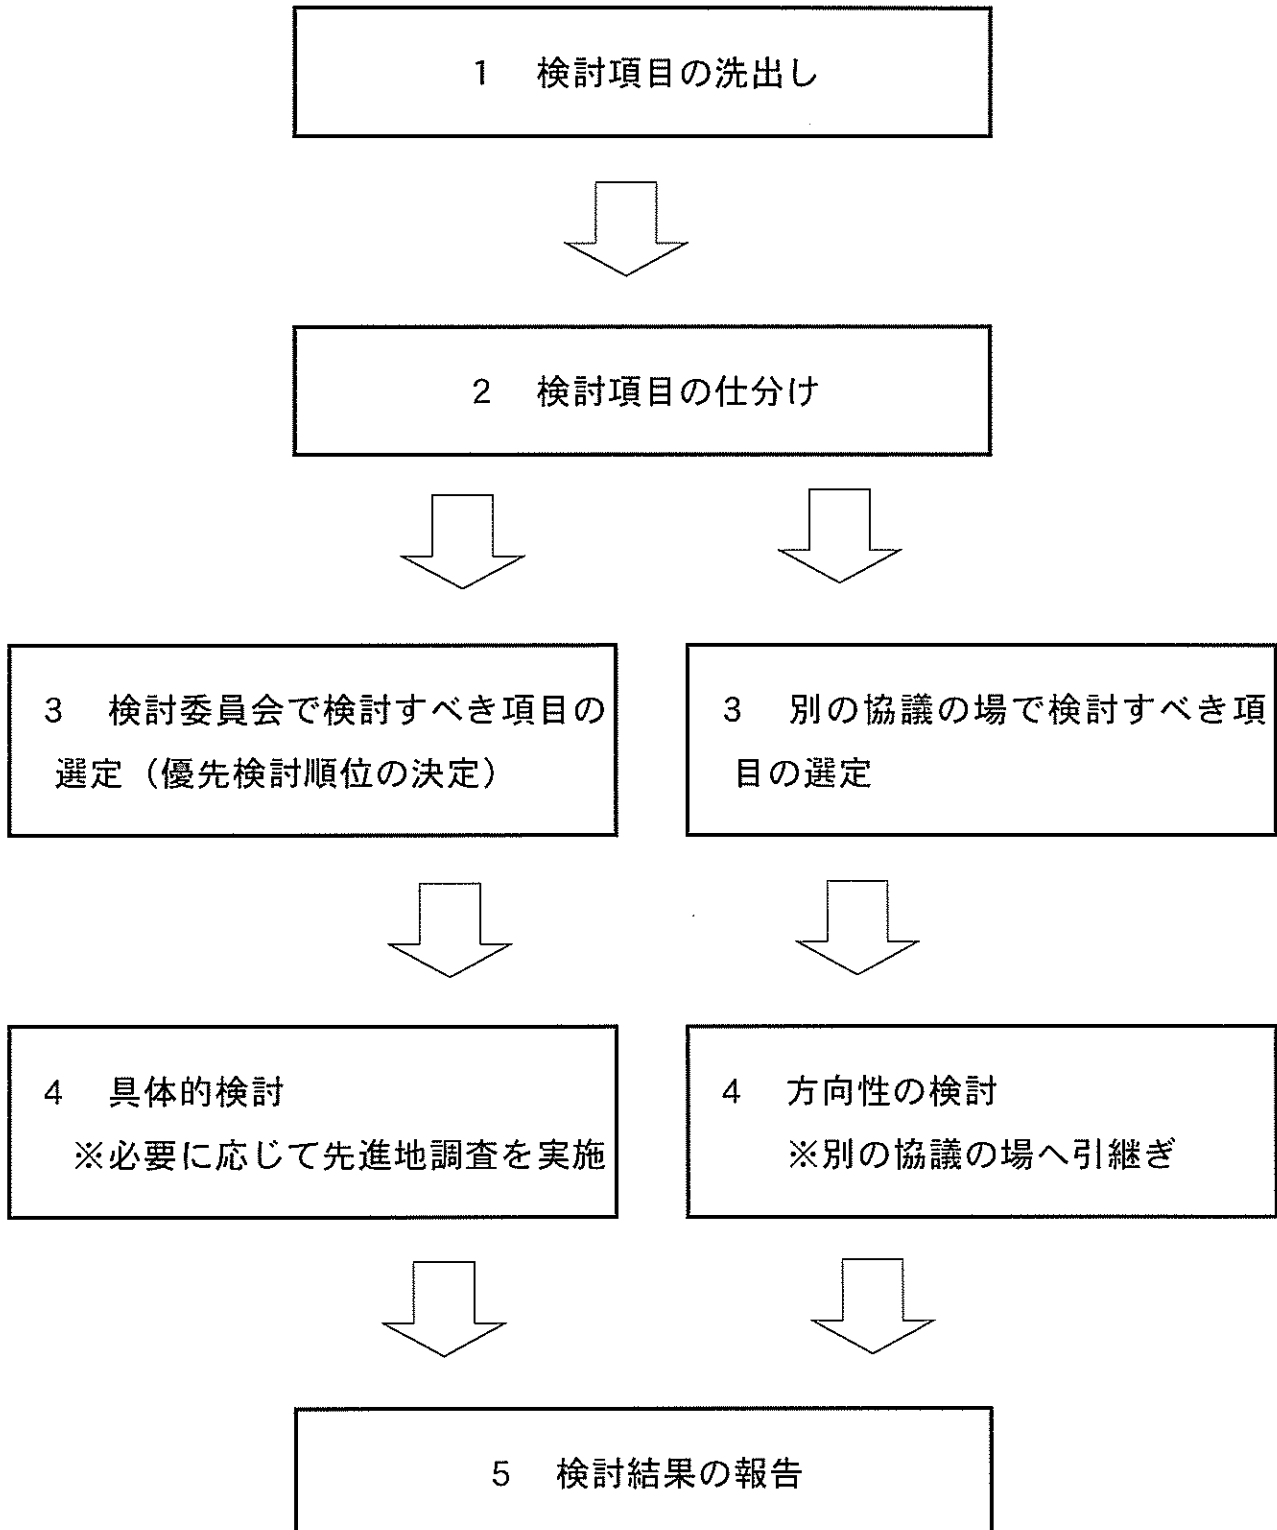 1 検討項目の洗出し
2 検討項目の仕分け
3 検討委員会で検討すべき項目の
選定（優先検討順位の決定）
3 別の協議の場で検討すべき項
目の選定
4 具体的検討
※必要に応じて先進地調査を実施
4 方向性の検討
※別の協議の場へ引継ぎ
5 検討結果の報告